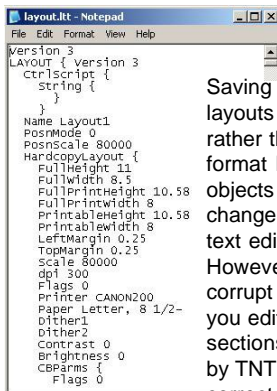 layout.ltt - Notepad
File Edit Format View Help
Version 3
LAYOUT { Version 3
CtrlScript {
String {
}
}
Name Layout1
PosnMode 0
PosnScale 80000
HardcopyLayout {
FullHeight 11
FullWidth 8.5
FullPrintHeight 10.58
FullPrintWidth 8
PrintableHeight 10.58
PrintableWidth 8
LeftMargin 0.25
TopMargin 0.25
Scale 80000
dpi 300
Flags 0
Printer CANON200
Paper Letter, 8 1/2-
Dither1
Dither2
Contrast 0
Brightness 0
CBParms {
Flags 0
Saving
layouts
rather
format
objects
change
text edi
Howeve
corrupt
you edi
sections
by TNT